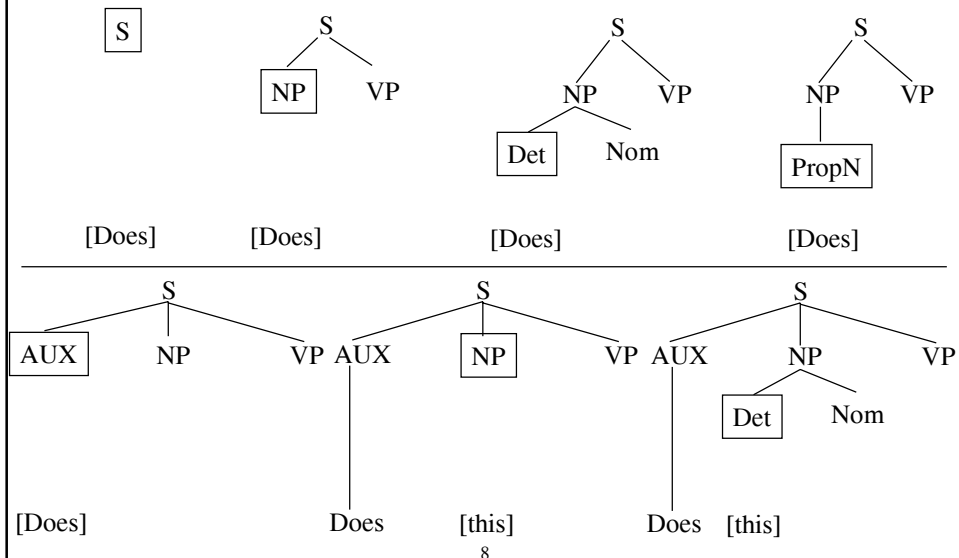 S S S S
NP VP NP VP NP VP
Det Nom PropN
[Does] [Does] [Does] [Does]
S S S
AUX NP VP AUX NP VP AUX NP VP
Det Nom
[Does] Does [this] Does [this]
8